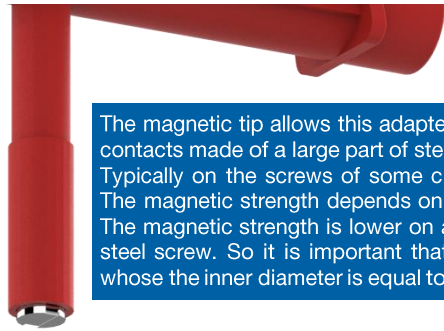 The magnetic tip allows this adapte
contacts made of a large part of ste
Typically on the screws of some c
The magnetic strength depends on
The magnetic strength is lower on a
steel screw. So it is important that
whose the inner diameter is equal to